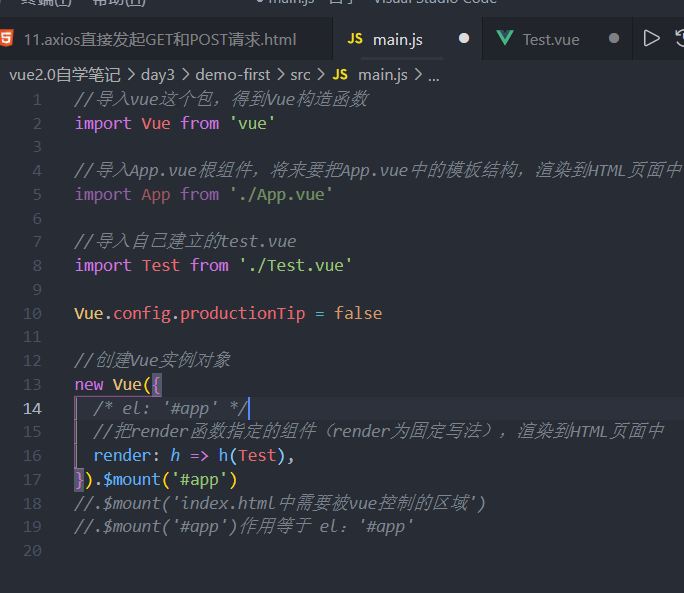 main.js
Visual Studio Code
11.axios直接发起GET和POST请求.html
JS main.js
Test.vue
vue2.0自学笔记 > day3 > demo-first > src > JS main.js > ...
1 //导入vue这个包，得到Vue构造函数
2 import Vue from 'vue'
3
4 //导入App.vue根组件，将来要把App.vue中的模板结构，渲染到HTML页面中
5 import App from './App.vue'
6
7 //导入自己建立的test.vue
8 import Test from './Test.vue'
9
10 Vue.config.productionTip = false
11
12 //创建Vue实例对象
13 new Vue({
14 /* el: '#app' */
15 //把render函数指定的组件（render为固定写法），渲染到HTML页面中
16 render: h => h(Test),
17 }).$mount('#app')
18 //.$mount('index.html中需要被vue控制的区域')
19 //.$mount('#app')作用等于 el：'#app'
20